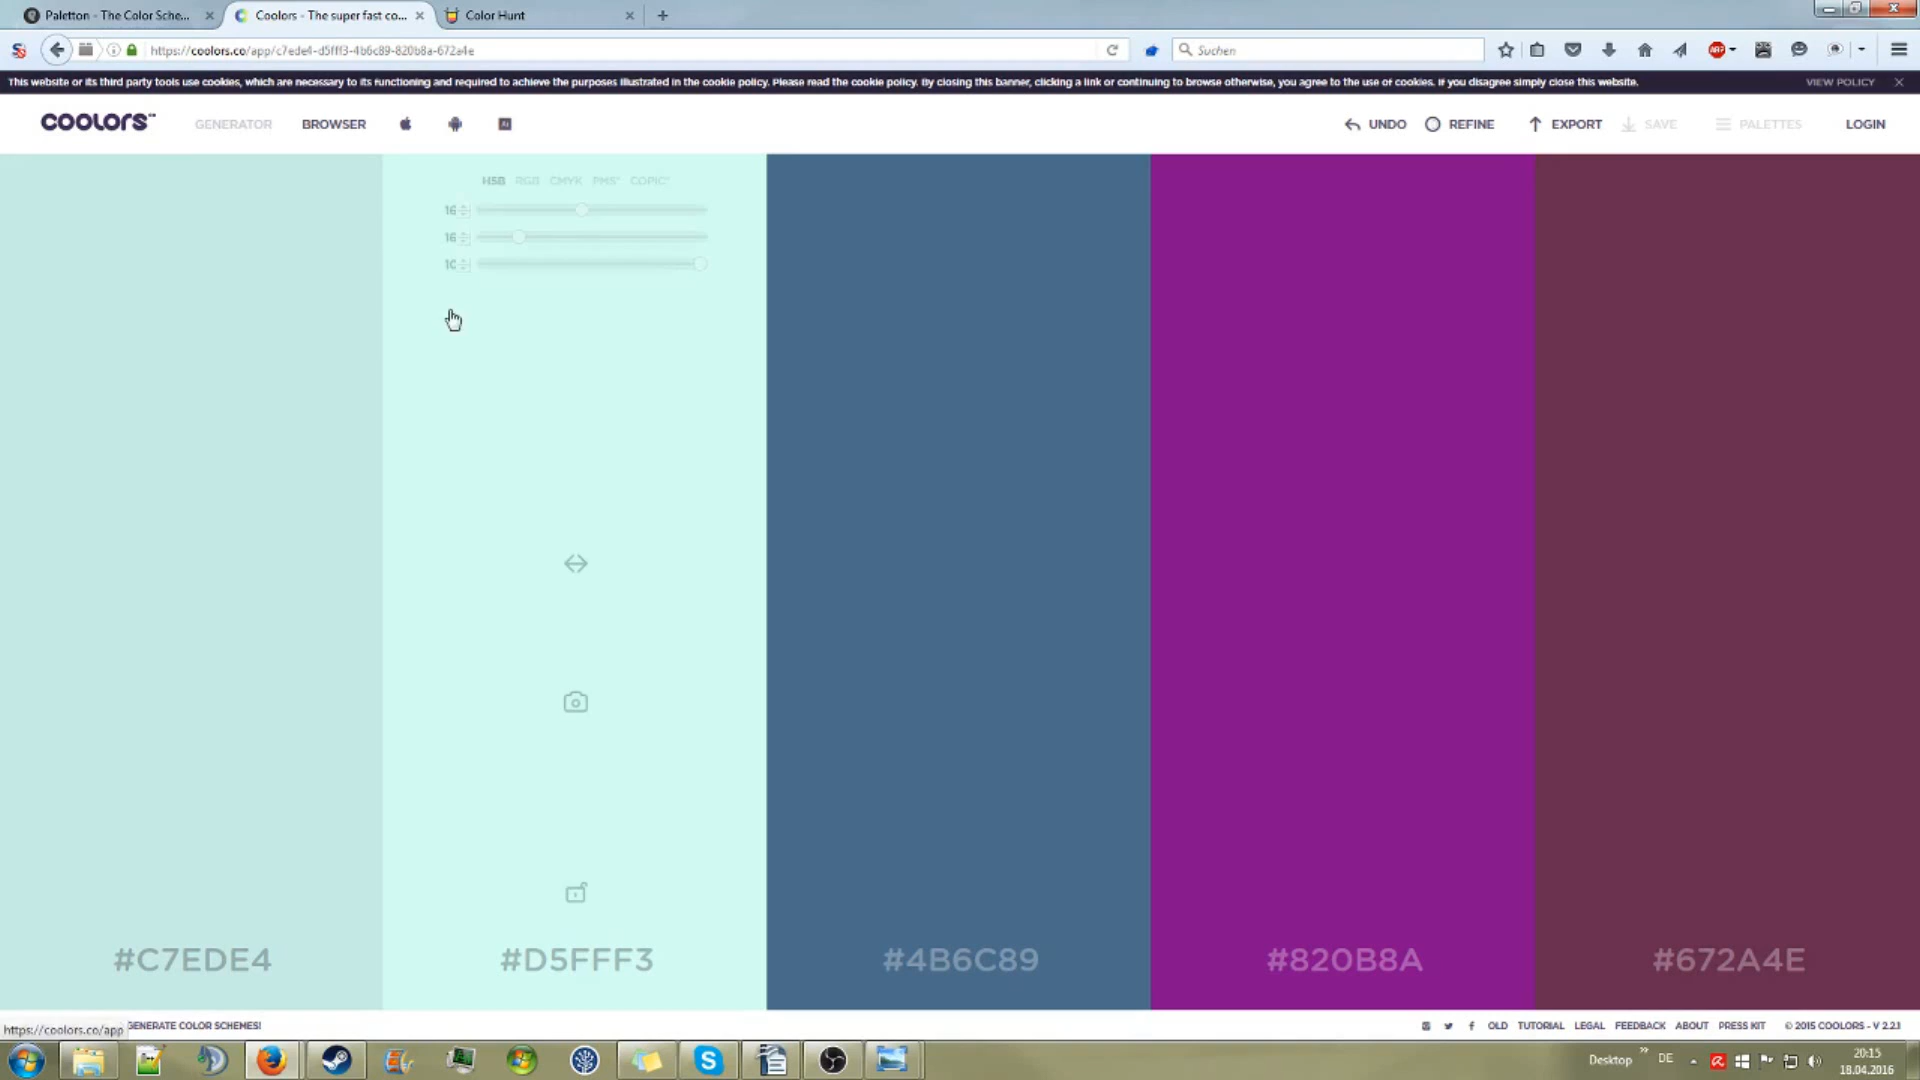 Paletton - The Color Sche...
Coolors - The super fast co...
Color Hunt
https://coolors.co/app/c7ede4-d5fff3-4b6c89-820b8a-672a4e
Suchen
ABP
This website or its third party tools use cookies, which are necessary to its functioning and required to achieve the purposes illustrated in the cookie policy. Please read the cookie policy. By closing this banner, clicking a link or continuing to browse otherwise, you agree to the use of cookies. If you disagree simply close this website.
VIEW POLICY
coolors
GENERATOR
BROWSER
Ai
UNDO
REFINE
EXPORT
SAVE
PALETTES
LOGIN
HSB RGB CMYK PMS COPIC
16
16
10
#C7EDE4
#D5FFF3
#4B6C89
#820B8A
#672A4E
https://coolors.co/app
GENERATE COLOR SCHEMES!
OLD TUTORIAL LEGAL FEEDBACK ABOUT PRESS KIT © 2015 COOLORS - V 2.2.1
Desktop
DE
20:15
18.04.2016